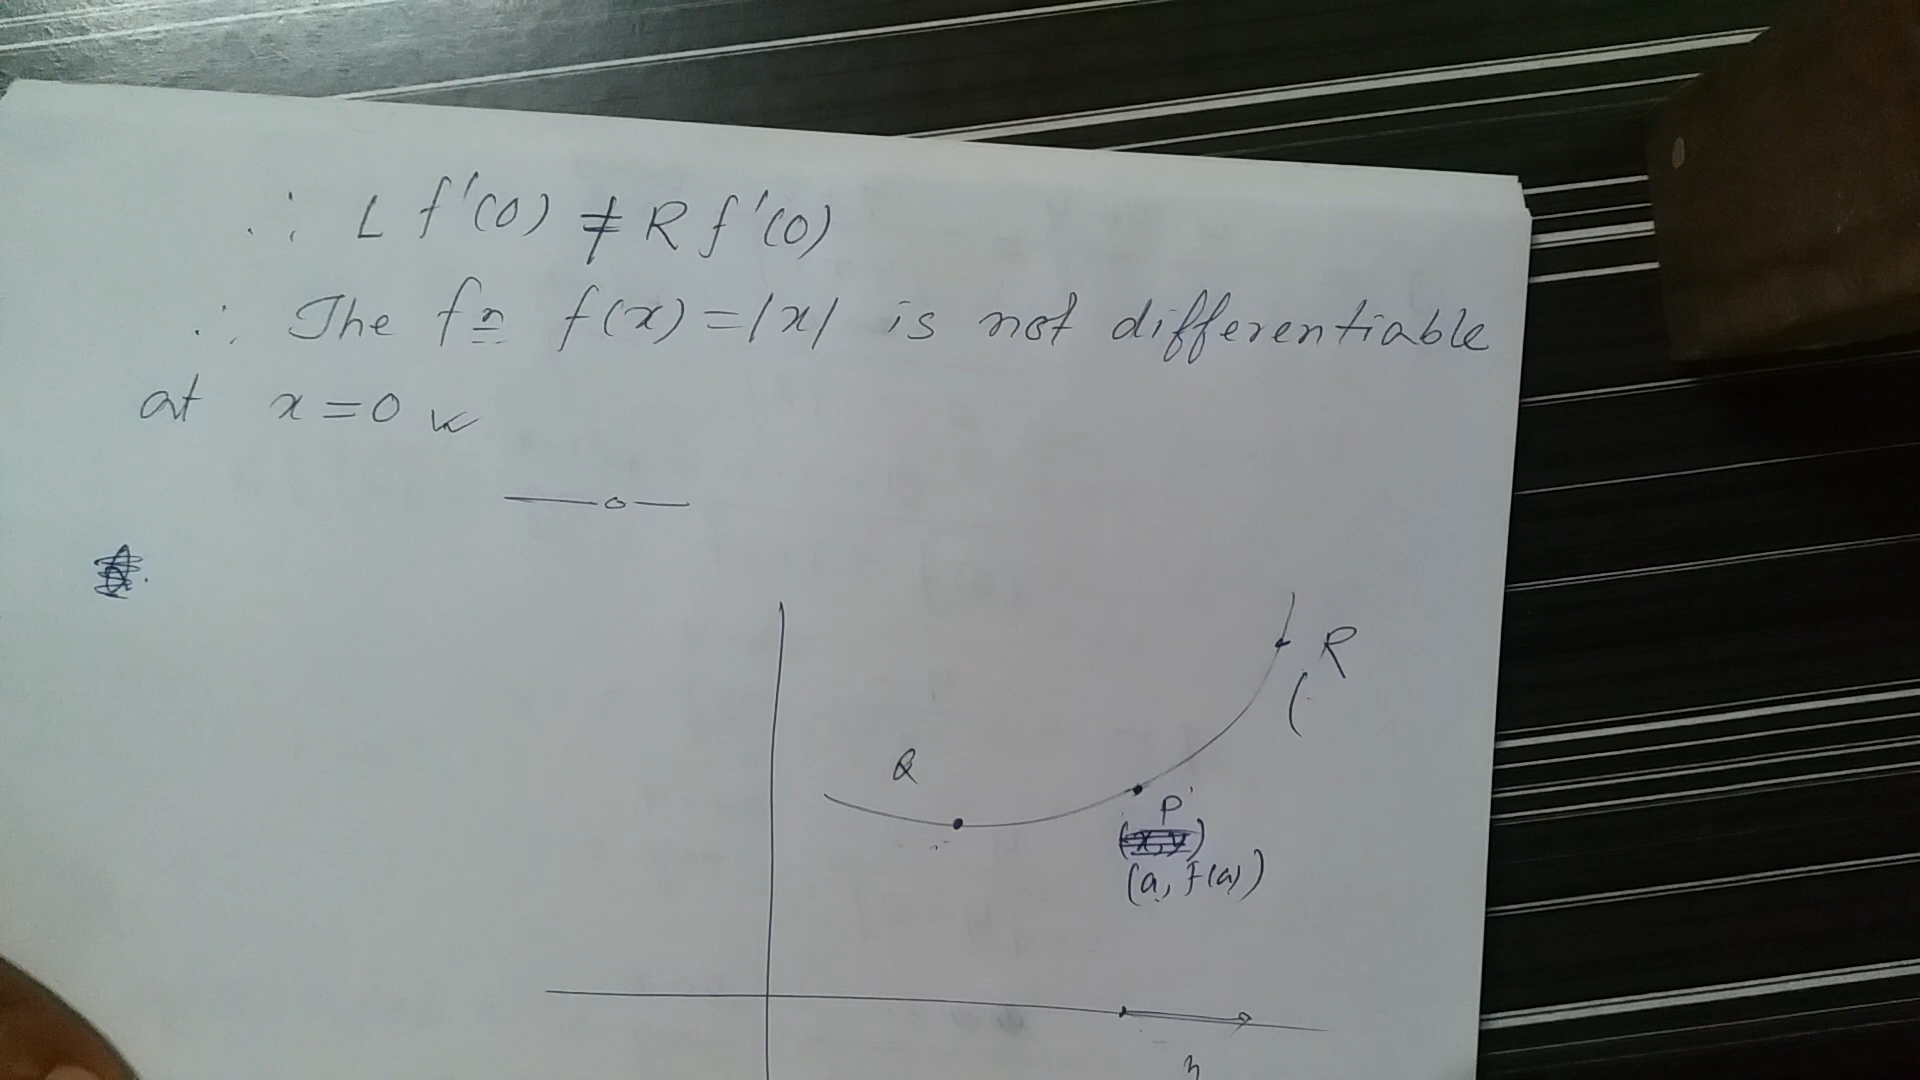 ∴ L f'(0) ≠ R f'(0)
∴ The fn f(x) = |x| is not differentiable
at x = 0
R
(
Q
P
(x, y)
(a, f(a))
h